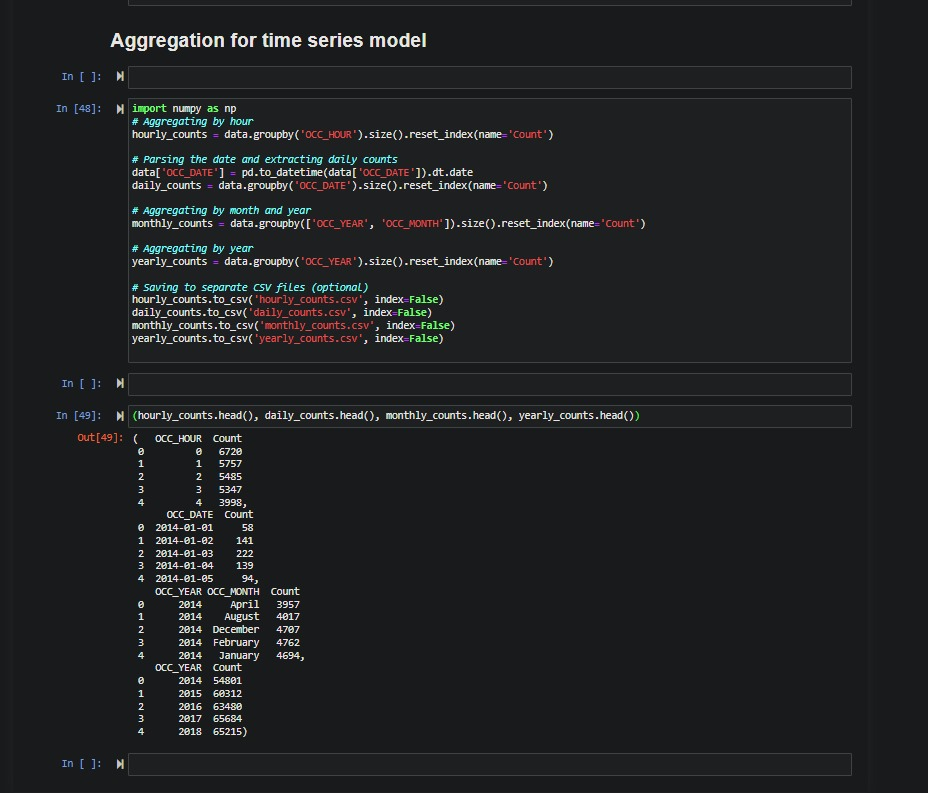 Aggregation for time series model
In [ ]:
In [48]: import numpy as np
# Aggregating by hour
hourly_counts = data.groupby('OCC_HOUR').size().reset_index(name='Count')
# Parsing the date and extracting daily counts
data['OCC_DATE'] = pd.to_datetime(data['OCC_DATE']).dt.date
daily_counts = data.groupby('OCC_DATE').size().reset_index(name='Count')
# Aggregating by month and year
monthly_counts = data.groupby(['OCC_YEAR', 'OCC_MONTH']).size().reset_index(name='Count')
# Aggregating by year
yearly_counts = data.groupby('OCC_YEAR').size().reset_index(name='Count')
# Saving to separate CSV files (optional)
hourly_counts.to_csv('hourly_counts.csv', index=False)
daily_counts.to_csv('daily_counts.csv', index=False)
monthly_counts.to_csv('monthly_counts.csv', index=False)
yearly_counts.to_csv('yearly_counts.csv', index=False)
In [ ]:
In [49]: (hourly_counts.head(), daily_counts.head(), monthly_counts.head(), yearly_counts.head())
Out[49]: (   OCC_HOUR  Count
0         0   6720
1         1   5757
2         2   5485
3         3   5347
4         4   3998,
OCC_DATE  Count
0  2014-01-01     58
1  2014-01-02    141
2  2014-01-03    222
3  2014-01-04    139
4  2014-01-05     94,
OCC_YEAR OCC_MONTH  Count
0      2014     April   3957
1      2014    August   4017
2      2014  December   4707
3      2014  February   4762
4      2014   January   4694,
OCC_YEAR  Count
0      2014  54801
1      2015  60312
2      2016  63480
3      2017  65684
4      2018  65215)
In [ ]: